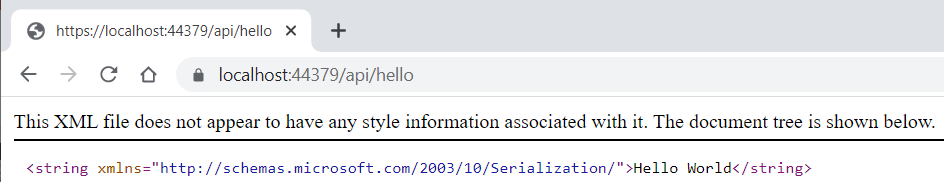 https://localhost:44379/api/hello
localhost:44379/api/hello
This XML file does not appear to have any style information associated with it. The document tree is shown below.
<string xmlns="http://schemas.microsoft.com/2003/10/Serialization/">Hello World</string>